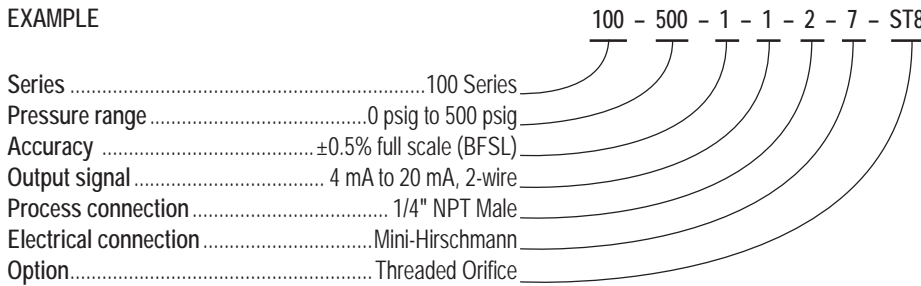 EXAMPLE 100 – 500 – 1 – 1 – 2 – 7 – ST8
Series ........ 100 Series
Pressure range ........ 0 psig to 500 psig
Accuracy ........ ±0.5% full scale (BFSL)
Output signal ........ 4 mA to 20 mA, 2-wire
Process connection ........ 1/4" NPT Male
Electrical connection ........ Mini-Hirschmann
Option ........ Threaded Orifice